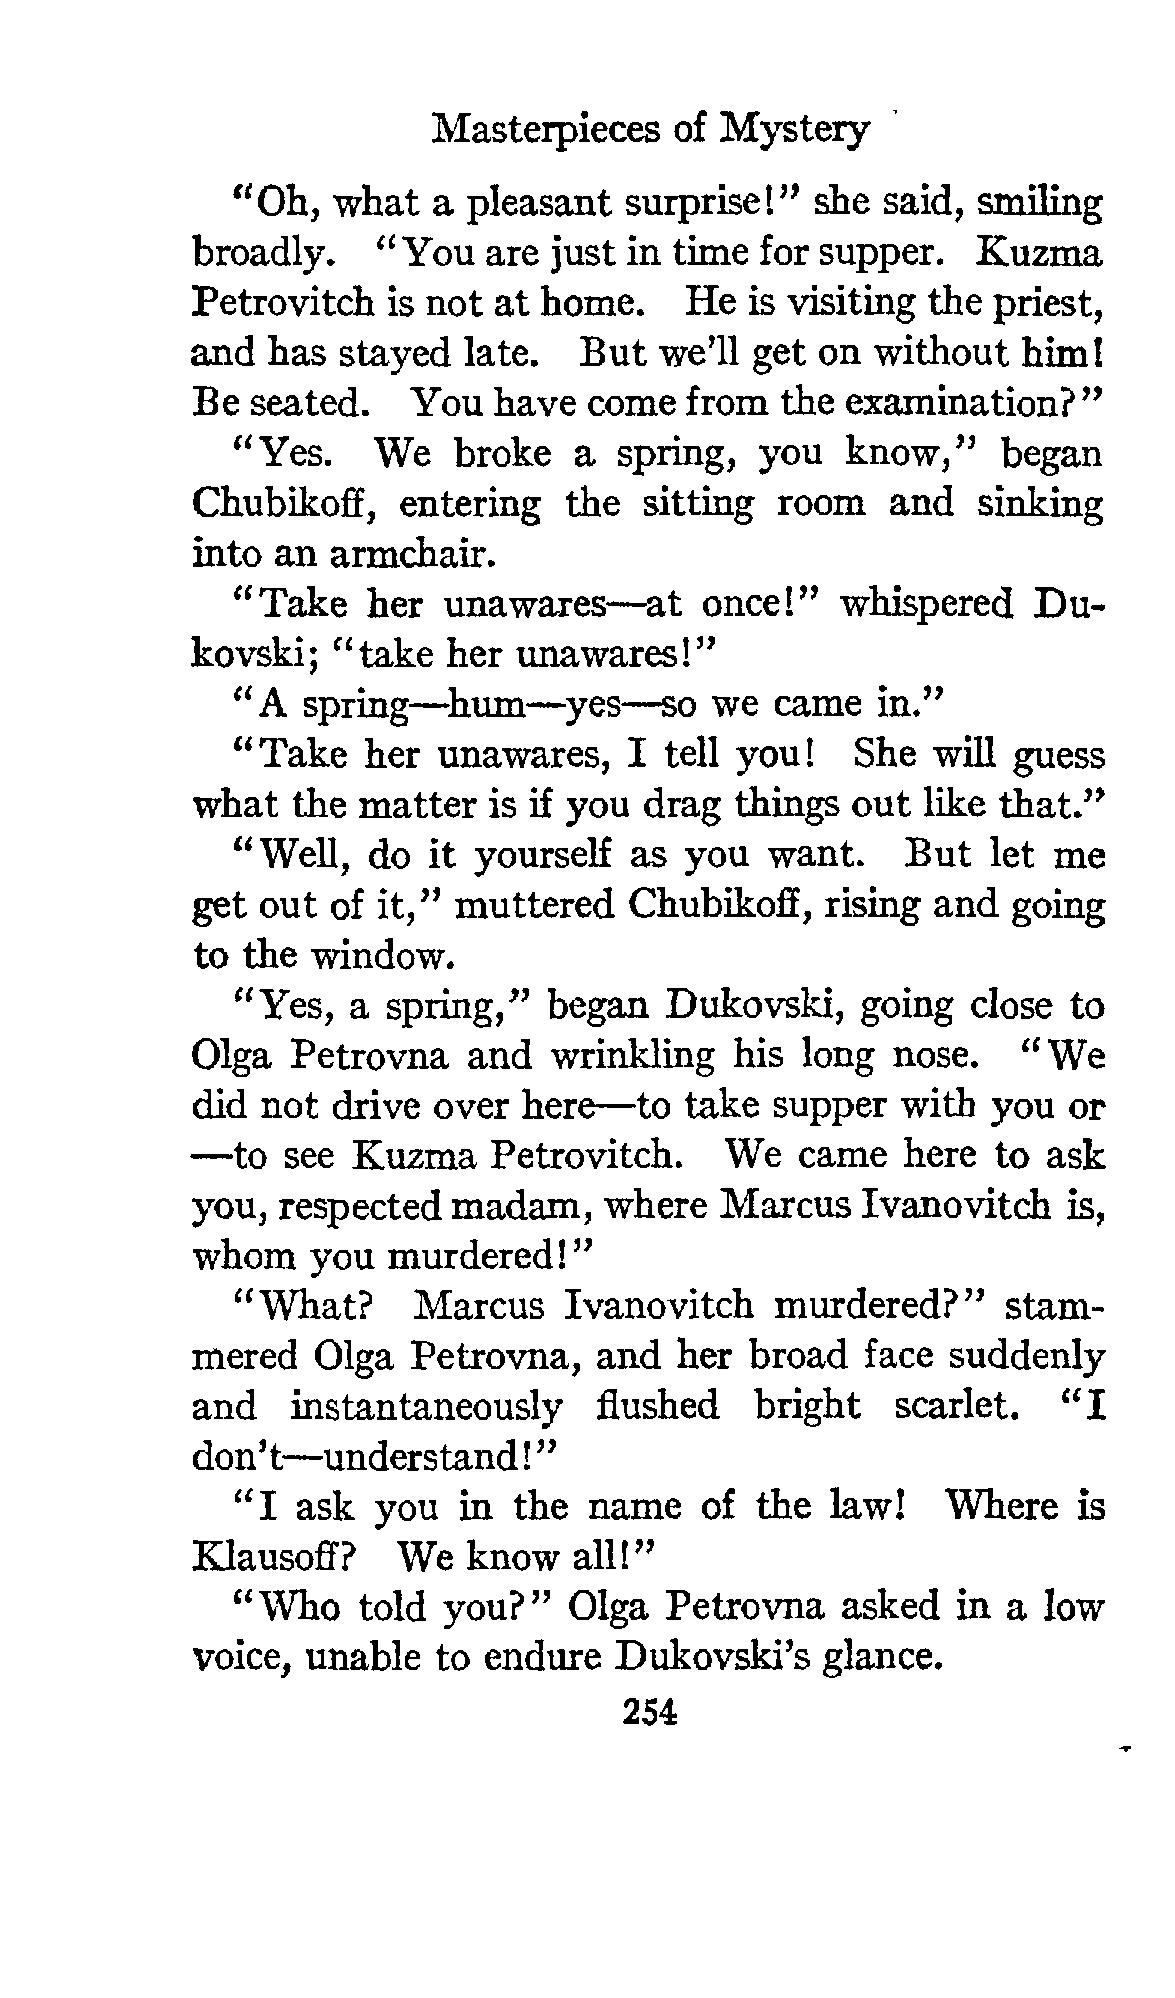 Masterpieces of Mystery
"Oh, what a pleasant surprise!" she said, smiling
broadly. "You are just in time for supper. Kuzma
Petrovitch is not at home. He is visiting the priest,
and has stayed late. But we'll get on without him!
Be seated. You have come from the examination?"
"Yes. We broke a spring, you know," began
Chubikoff, entering the sitting room and sinking
into an armchair.
"Take her unawares—at once!" whispered Du-
kovski; "take her unawares!"
"A spring—hum—yes—so we came in."
"Take her unawares, I tell you! She will guess
what the matter is if you drag things out like that."
"Well, do it yourself as you want. But let me
get out of it," muttered Chubikoff, rising and going
to the window.
"Yes, a spring," began Dukovski, going close to
Olga Petrovna and wrinkling his long nose. "We
did not drive over here—to take supper with you or
—to see Kuzma Petrovitch. We came here to ask
you, respected madam, where Marcus Ivanovitch is,
whom you murdered!"
"What? Marcus Ivanovitch murdered?" stam-
mered Olga Petrovna, and her broad face suddenly
and instantaneously flushed bright scarlet. "I
don't—understand!"
"I ask you in the name of the law! Where is
Klausoff? We know all!"
"Who told you?" Olga Petrovna asked in a low
voice, unable to endure Dukovski's glance.
254